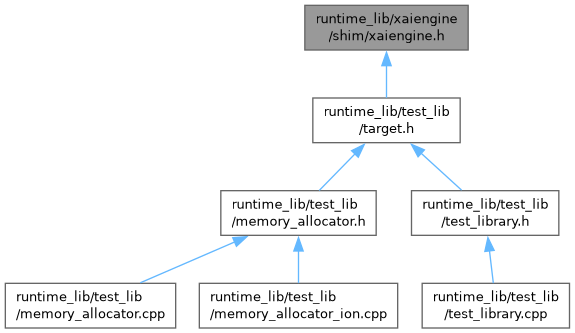 runtime_lib/xaiengine
/shim/xaiengine.h
runtime_lib/test_lib
/target.h
runtime_lib/test_lib
/memory_allocator.h
runtime_lib/test_lib
/test_library.h
runtime_lib/test_lib
/memory_allocator.cpp
runtime_lib/test_lib
/memory_allocator_ion.cpp
runtime_lib/test_lib
/test_library.cpp